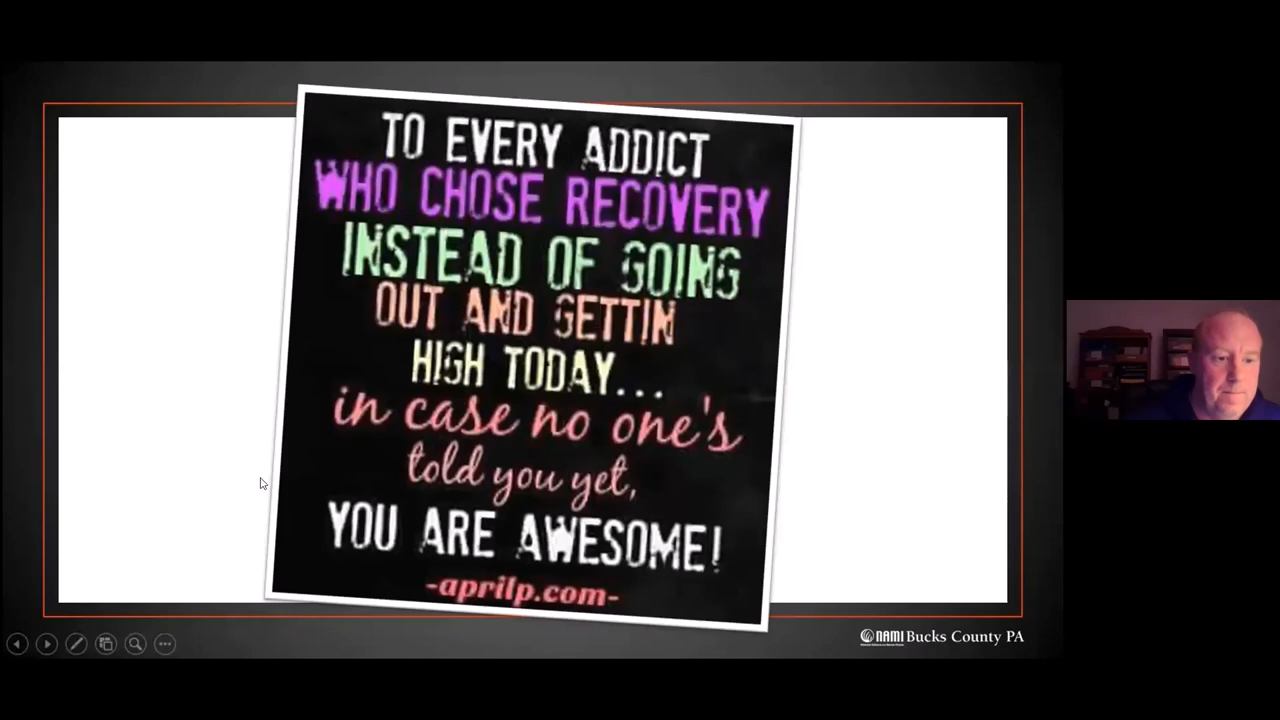 TO EVERY ADDICT
WHO CHOSE RECOVERY
INSTEAD OF GOING
OUT AND GETTIN
HIGH TODAY...
in case no one's
told you yet,
YOU ARE AWESOME!
-aprilp.com-
NAMI Bucks County PA